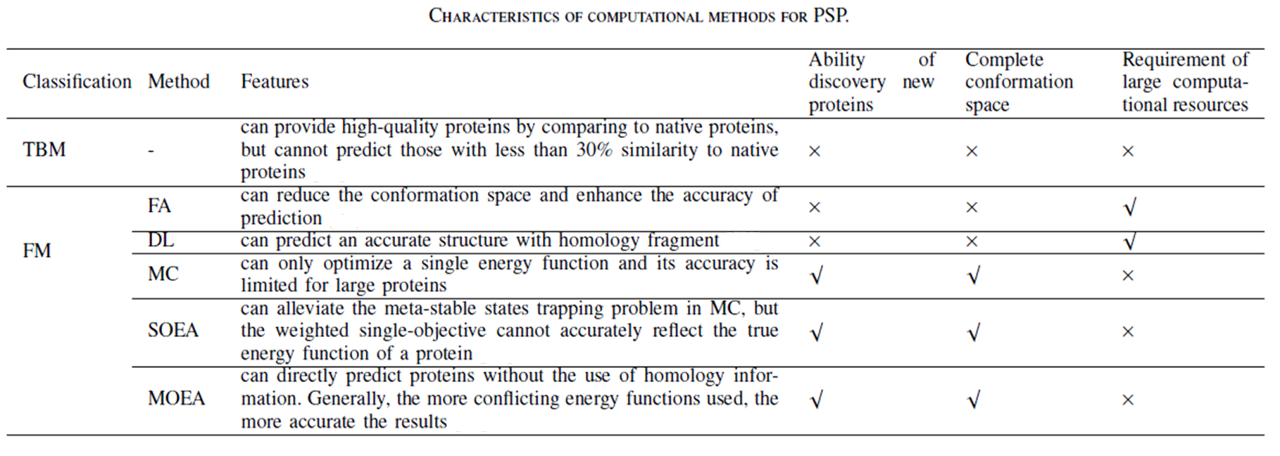 CHARACTERISTICS OF COMPUTATIONAL METHODS FOR PSP.
Classification Method Features Ability of discovery new proteins Complete conformation space Requirement of large computa-tional resources
TBM - can provide high-quality proteins by comparing to native proteins,
but cannot predict those with less than 30% similarity to native
proteins × × ×
FM
FA can reduce the conformation space and enhance the accuracy of
prediction × × √
DL can predict an accurate structure with homology fragment × × √
MC can only optimize a single energy function and its accuracy is
limited for large proteins √ √ ×
SOEA can alleviate the meta-stable states trapping problem in MC, but
the weighted single-objective cannot accurately reflect the true
energy function of a protein √ √ ×
MOEA can directly predict proteins without the use of homology infor-
mation. Generally, the more conflicting energy functions used, the
more accurate the results √ √ ×